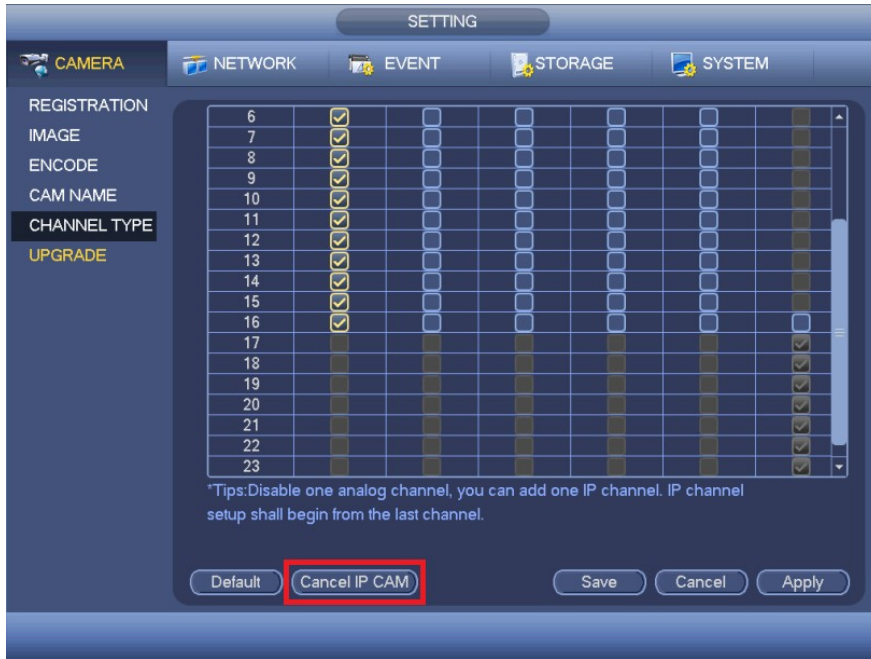 SETTING
CAMERA NETWORK EVENT STORAGE SYSTEM
REGISTRATION
IMAGE
ENCODE
CAM NAME
CHANNEL TYPE
UPGRADE
6
7
8
9
10
11
12
13
14
15
16
17
18
19
20
21
22
23
*Tips:Disable one analog channel, you can add one IP channel. IP channel
setup shall begin from the last channel.
Default Cancel IP CAM Save Cancel Apply